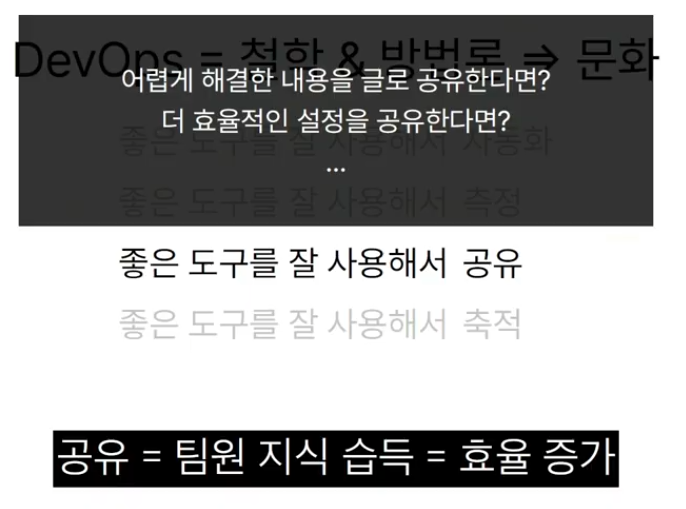 DevOps = 철학 & 방법론 => 문화
어렵게 해결한 내용을 글로 공유한다면?
더 효율적인 설정을 공유한다면?
좋은 도구를 잘 사용해서 자동화
...
좋은 도구를 잘 사용해서 측정
좋은 도구를 잘 사용해서 공유
좋은 도구를 잘 사용해서 축적
공유 = 팀원 지식 습득 = 효율 증가